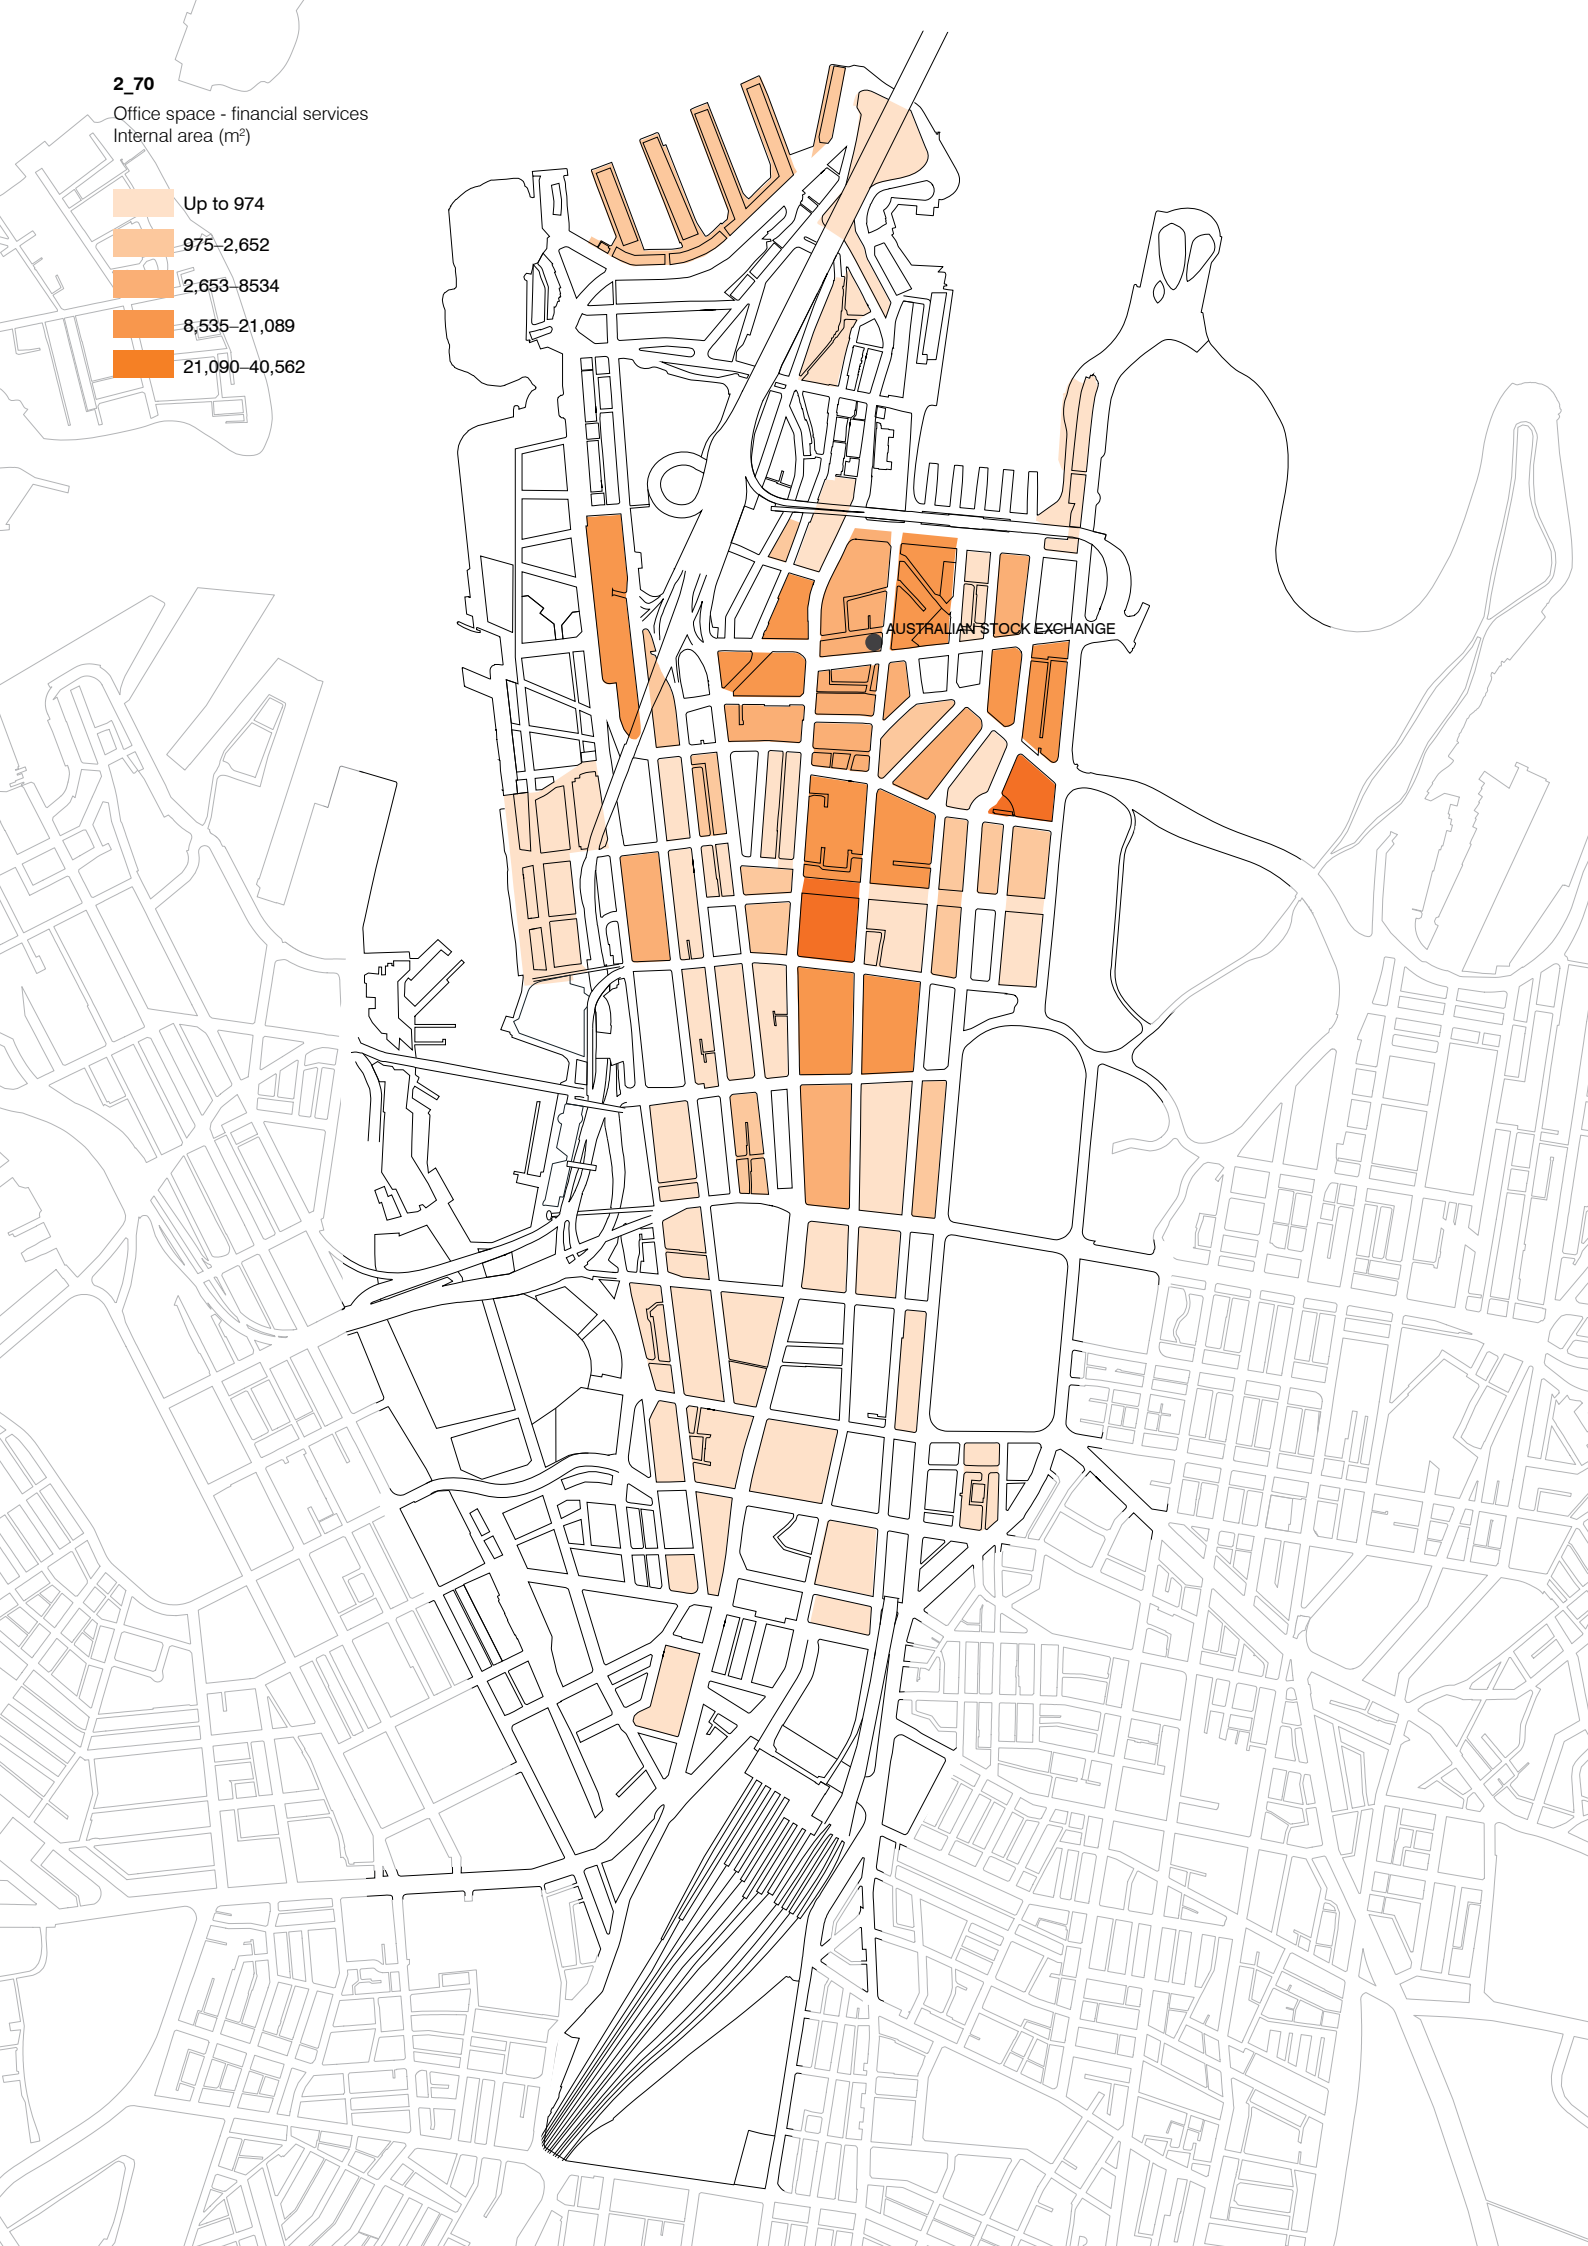 2_70
Office space - financial services
Internal area (m²)
Up to 974
975–2,652
2,653–8534
8,535–21,089
21,090–40,562
AUSTRALIAN STOCK EXCHANGE